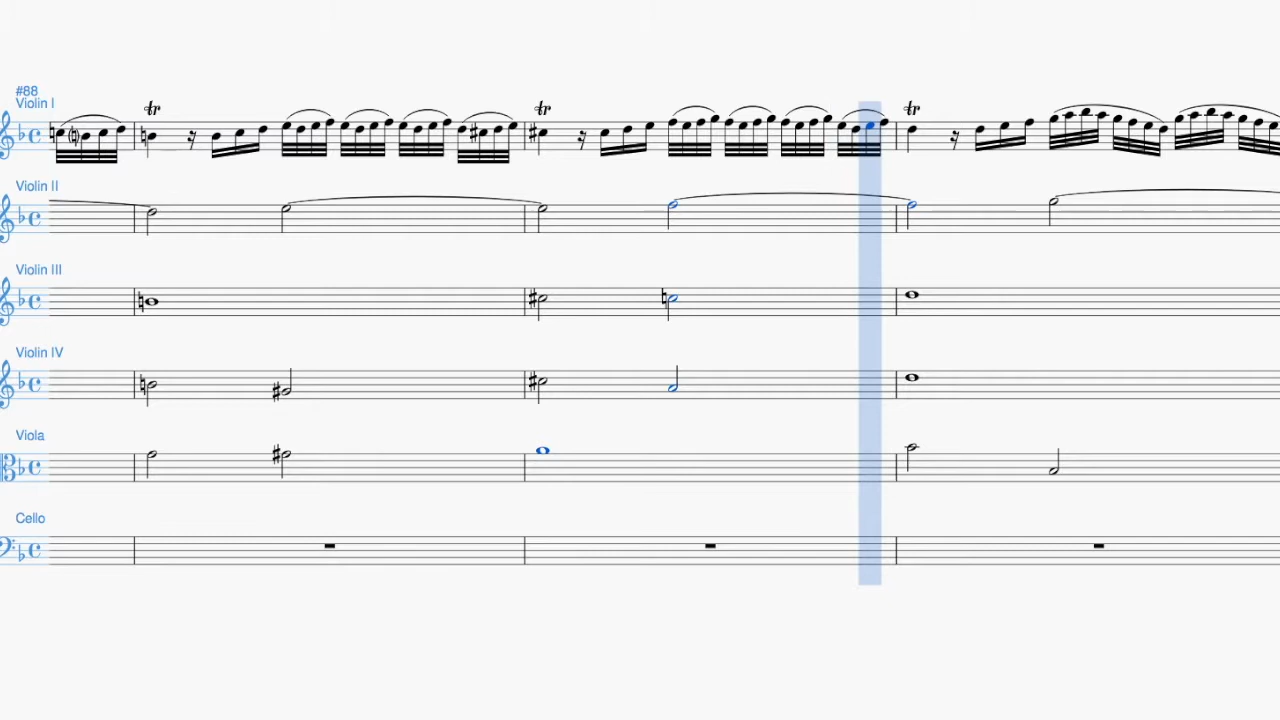 #88
Violin I
tr tr tr
Violin II
Violin III
Violin IV
Viola
Cello